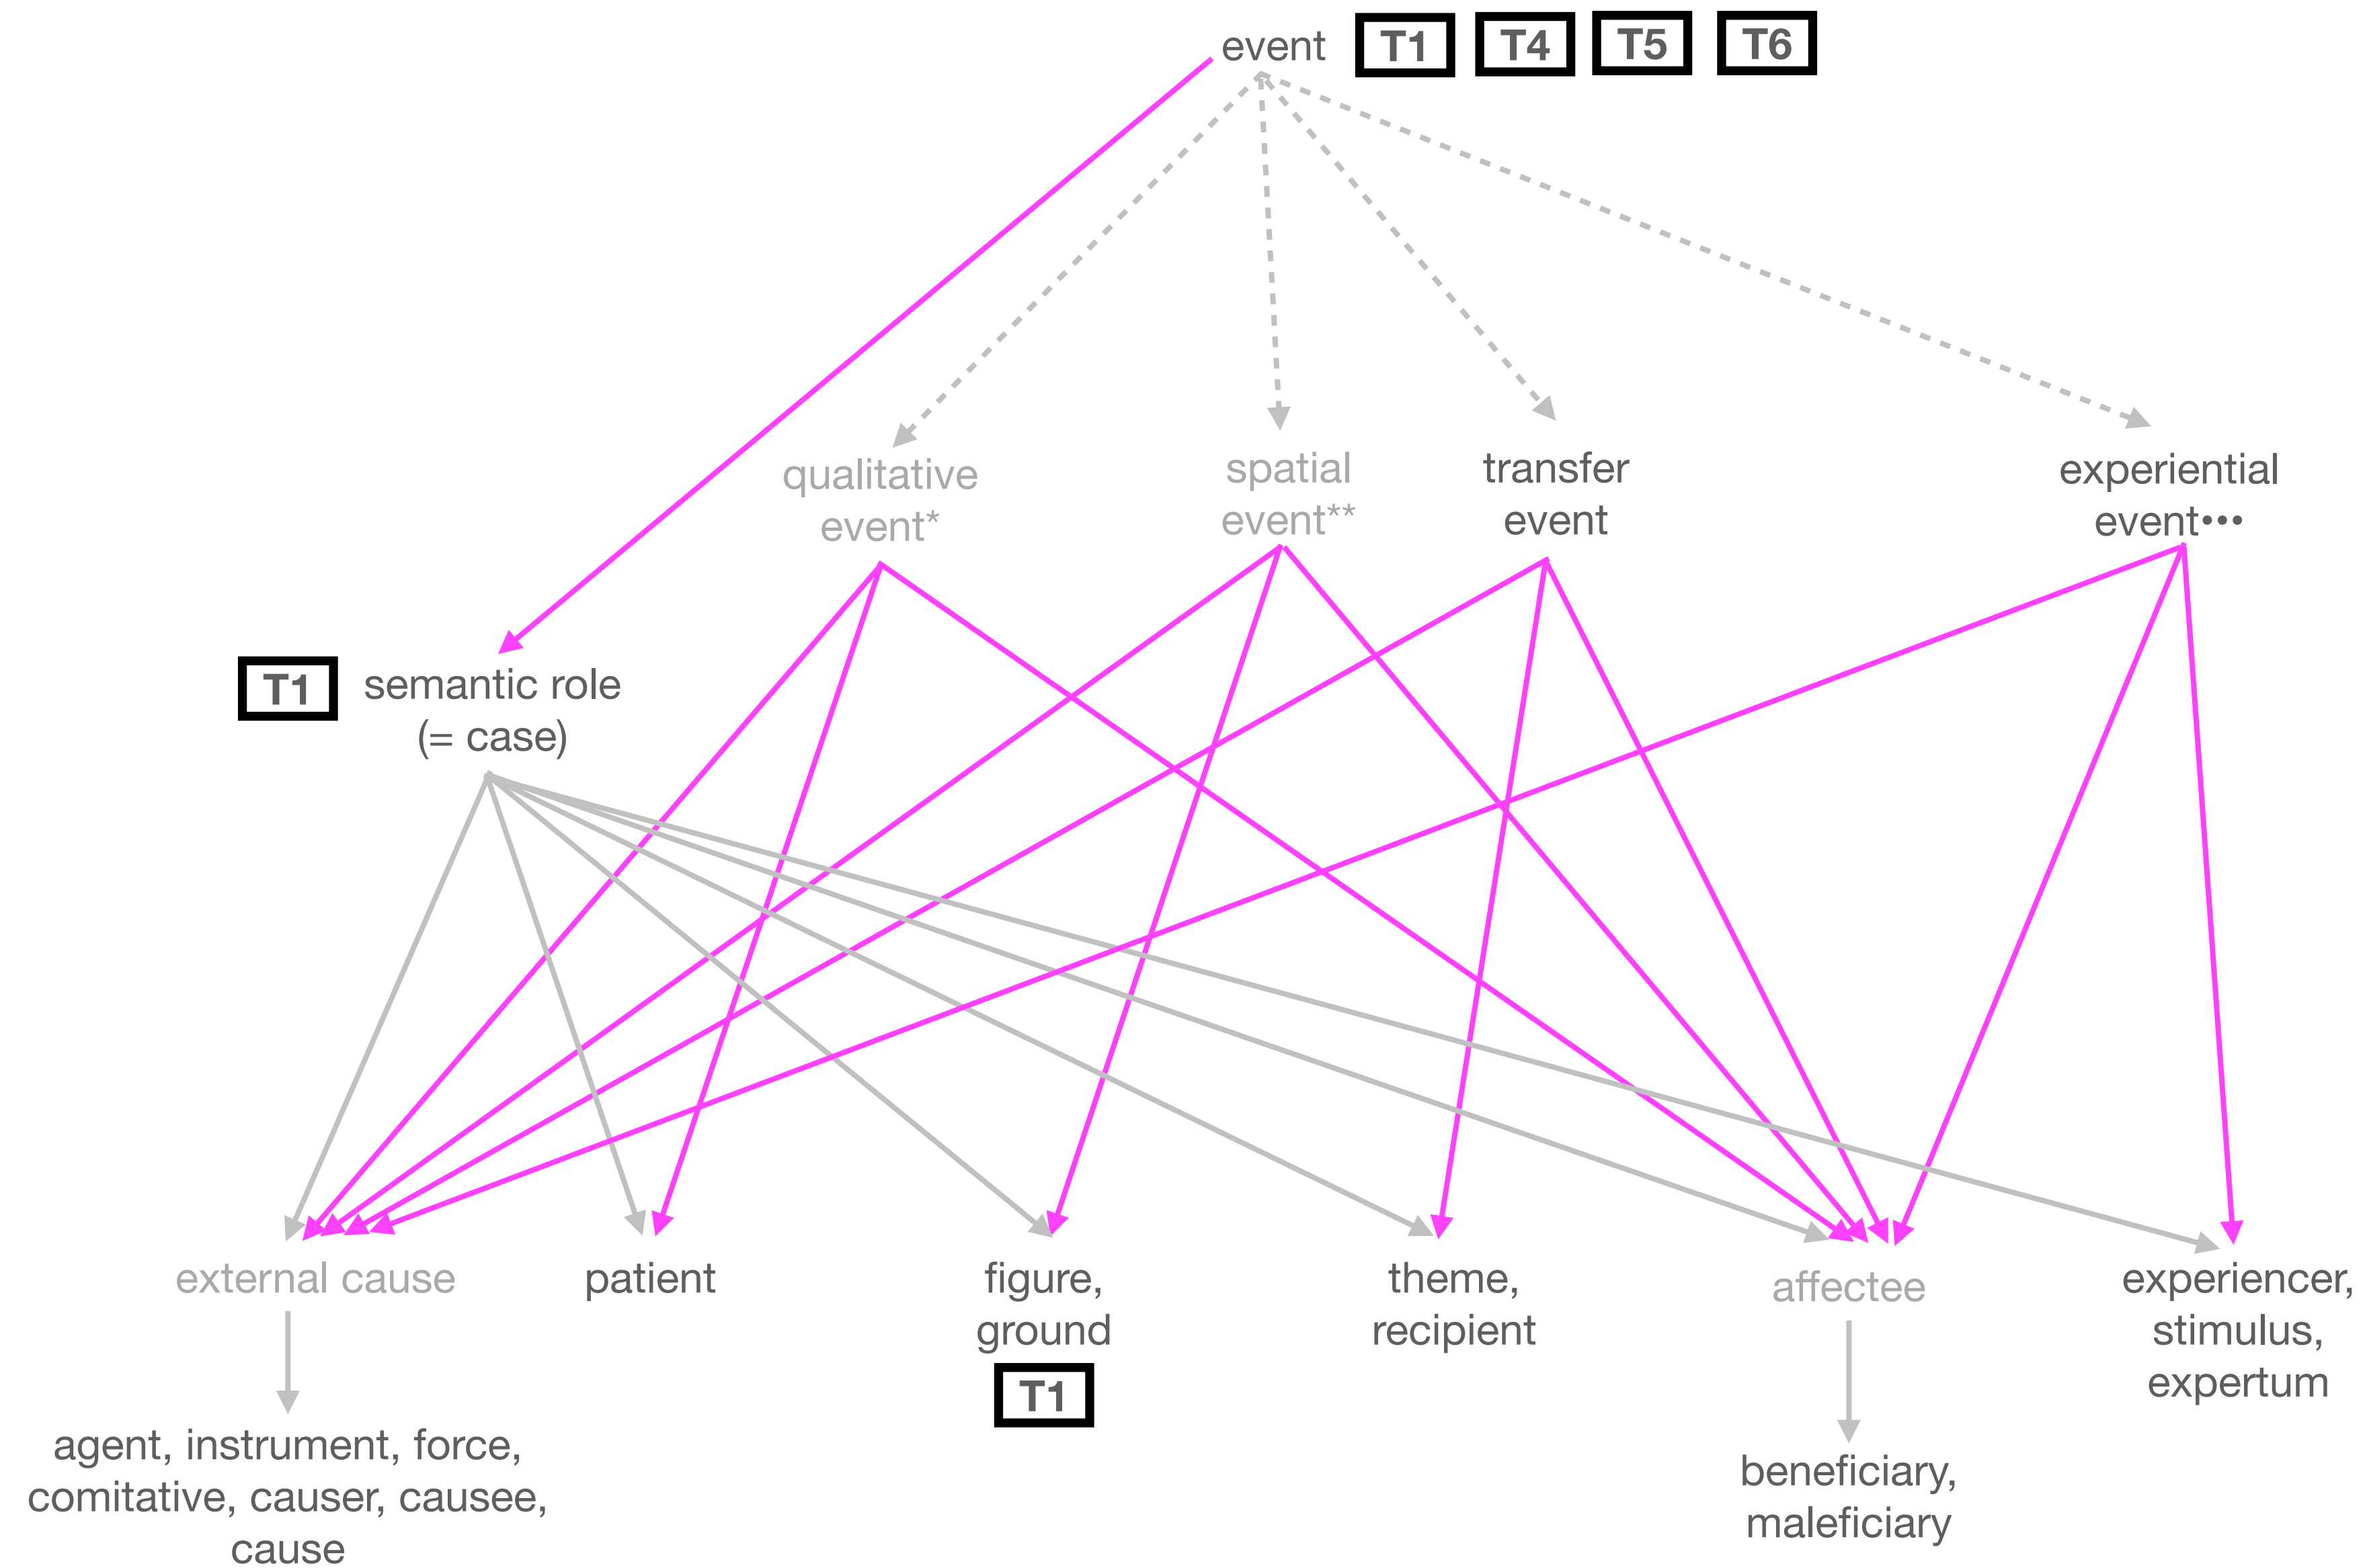 event T1 T4 T5 T6
qualitative
event*
spatial
event**
transfer
event
experiential
event•••
T1 semantic role
(= case)
external cause
patient
figure,
ground
T1
theme,
recipient
affectee
experiencer,
stimulus,
expertum
agent, instrument, force,
comitative, causer, causee,
cause
beneficiary,
maleficiary